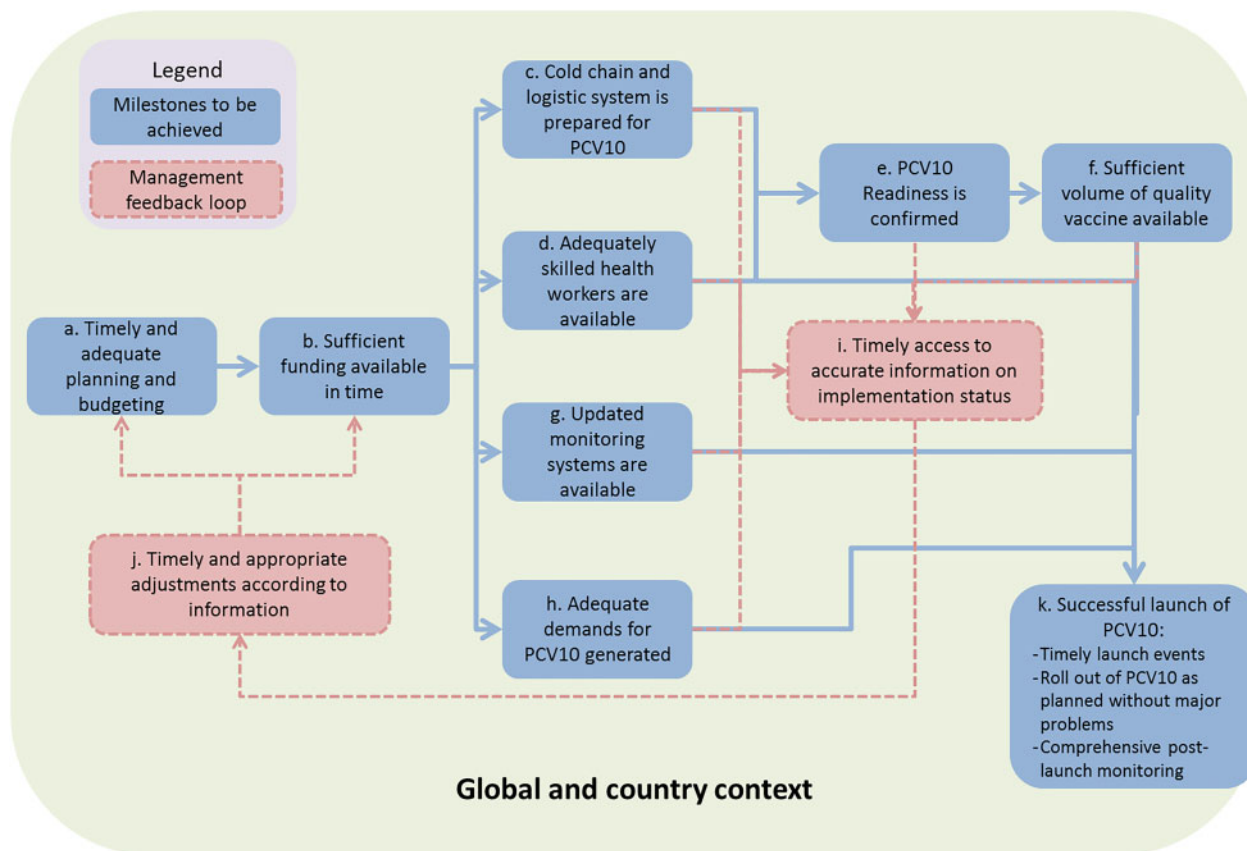 Legend
Milestones to be
achieved
Management
feedback loop
a. Timely and
adequate
planning and
budgeting
b. Sufficient
funding available
in time
c. Cold chain and
logistic system is
prepared for
PCV10
d. Adequately
skilled health
workers are
available
e. PCV10
Readiness is
confirmed
f. Sufficient
volume of quality
vaccine available
g. Updated
monitoring
systems are
available
h. Adequate
demands for
PCV10 generated
i. Timely access to
accurate information on
implementation status
j. Timely and appropriate
adjustments according to
information
k. Successful launch of
PCV10:
-Timely launch events
-Roll out of PCV10 as
planned without major
problems
-Comprehensive post-
launch monitoring
Global and country context